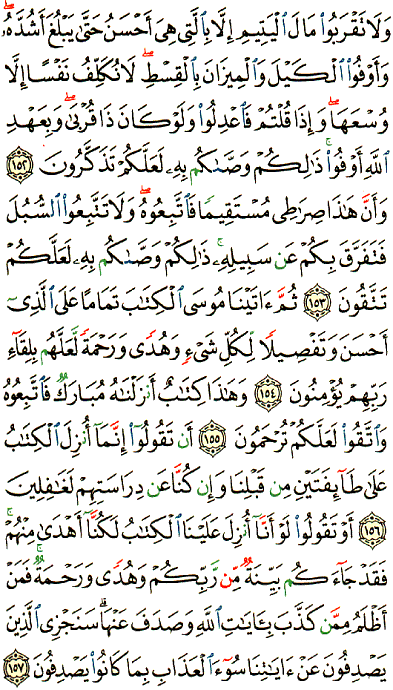 وَلَا تَقْرَبُوا۟ مَالَ ٱلْيَتِيمِ إِلَّا بِٱلَّتِى هِىَ أَحْسَنُ حَتَّىٰ يَبْلُغَ أَشُدَّهُۥ ۖ
وَأَوْفُوا۟ ٱلْكَيْلَ وَٱلْمِيزَانَ بِٱلْقِسْطِ ۖ لَا نُكَلِّفُ نَفْسًا إِلَّا
وُسْعَهَا ۖ وَإِذَا قُلْتُمْ فَٱعْدِلُوا۟ وَلَوْ كَانَ ذَا قُرْبَىٰ ۖ وَبِعَهْدِ
ٱللَّهِ أَوْفُوا۟ ۚ ذَٰلِكُمْ وَصَّىٰكُم بِهِۦ لَعَلَّكُمْ تَذَكَّرُونَ ١٥٢
وَأَنَّ هَٰذَا صِرَٰطِى مُسْتَقِيمًا فَٱتَّبِعُوهُ ۖ وَلَا تَتَّبِعُوا۟ ٱلسُّبُلَ
فَتَفَرَّقَ بِكُمْ عَن سَبِيلِهِۦ ۚ ذَٰلِكُمْ وَصَّىٰكُم بِهِۦ لَعَلَّكُمْ
تَتَّقُونَ ١٥٣ ثُمَّ ءَاتَيْنَا مُوسَى ٱلْكِتَٰبَ تَمَامًا عَلَى ٱلَّذِىٓ
أَحْسَنَ وَتَفْصِيلًا لِّكُلِّ شَىْءٍ وَهُدًى وَرَحْمَةً لَّعَلَّهُم بِلِقَآءِ
رَبِّهِمْ يُؤْمِنُونَ ١٥٤ وَهَٰذَا كِتَٰبٌ أَنزَلْنَٰهُ مُبَارَكٌ فَٱتَّبِعُوهُ
وَٱتَّقُوا۟ لَعَلَّكُمْ تُرْحَمُونَ ١٥٥ أَن تَقُولُوٓا۟ إِنَّمَآ أُنزِلَ ٱلْكِتَٰبُ
عَلَىٰ طَآئِفَتَيْنِ مِن قَبْلِنَا وَإِن كُنَّا عَن دِرَاسَتِهِمْ لَغَٰفِلِينَ
١٥٦ أَوْ تَقُولُوا۟ لَوْ أَنَّآ أُنزِلَ عَلَيْنَا ٱلْكِتَٰبُ لَكُنَّآ أَهْدَىٰ مِنْهُمْ ۚ
فَقَدْ جَآءَكُم بَيِّنَةٌ مِّن رَّبِّكُمْ وَهُدًى وَرَحْمَةٌ ۚ فَمَنْ
أَظْلَمُ مِمَّن كَذَّبَ بِـَٔايَٰتِ ٱللَّهِ وَصَدَفَ عَنْهَا ۗ سَنَجْزِى ٱلَّذِينَ
يَصْدِفُونَ عَنْ ءَايَٰتِنَا سُوٓءَ ٱلْعَذَابِ بِمَا كَانُوا۟ يَصْدِفُونَ ١٥٧